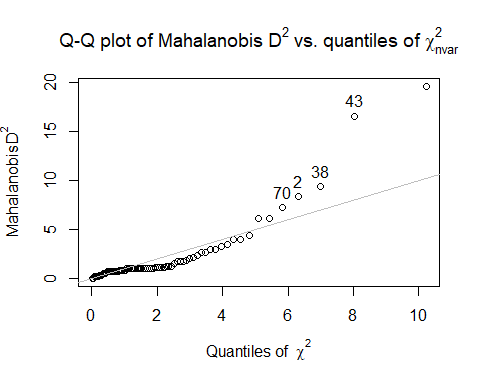 Q-Q plot of Mahalanobis D² vs. quantiles of χ²nvar
20
15
10
5
0
MahalanobisD²
43
38
2
70
0 2 4 6 8 10
Quantiles of χ²